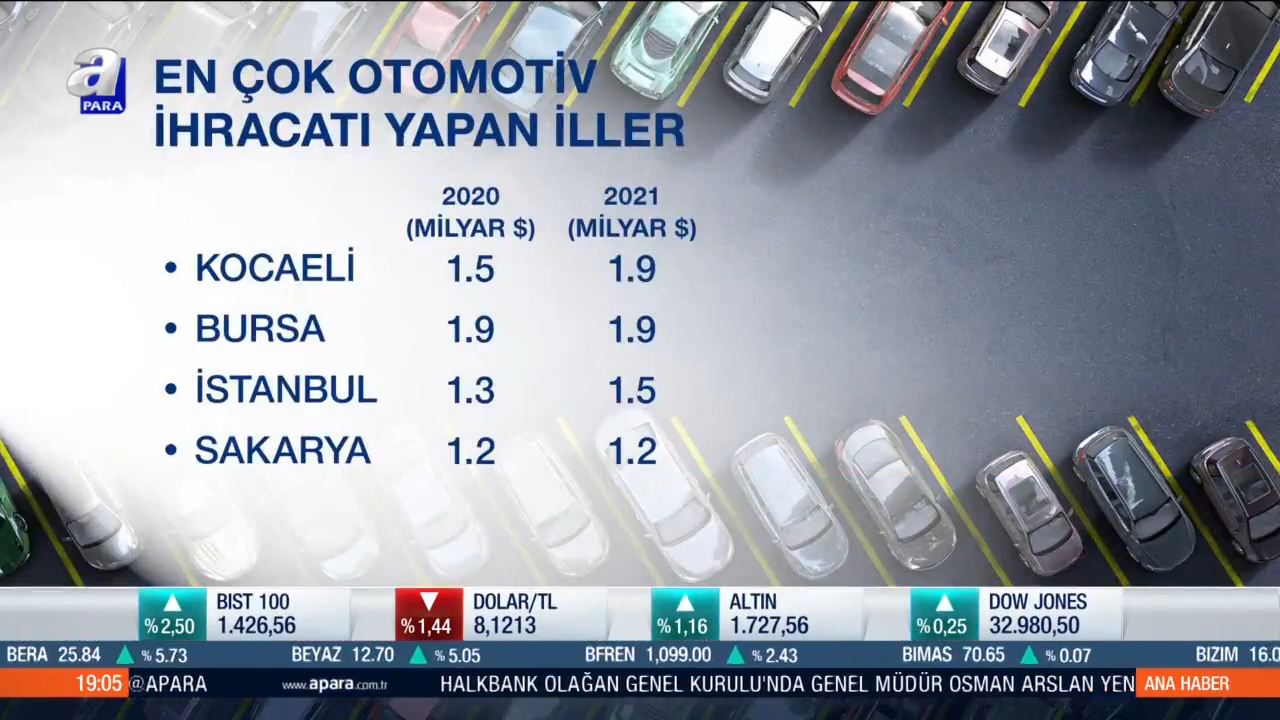 a
PARA
EN ÇOK OTOMOTİV
İHRACATI YAPAN İLLER
2020 2021
(MİLYAR $) (MİLYAR $)
• KOCAELİ 1.5 1.9
• BURSA 1.9 1.9
• İSTANBUL 1.3 1.5
• SAKARYA 1.2 1.2
%2,50 BIST 100 1.426,56
%1,44 DOLAR/TL 8,1213
%1,16 ALTIN 1.727,56
%0,25 DOW JONES 32.980,50
BERA 25.84 % 5.73 BEYAZ 12.70 % 5.05 BFREN 1,099.00 % 2.43 BIMAS 70.65 % 0.07 BIZIM 16.0
19:05 @APARA www.apara.com.tr HALKBANK OLAĞAN GENEL KURULU'NDA GENEL MÜDÜR OSMAN ARSLAN YEN ANA HABER